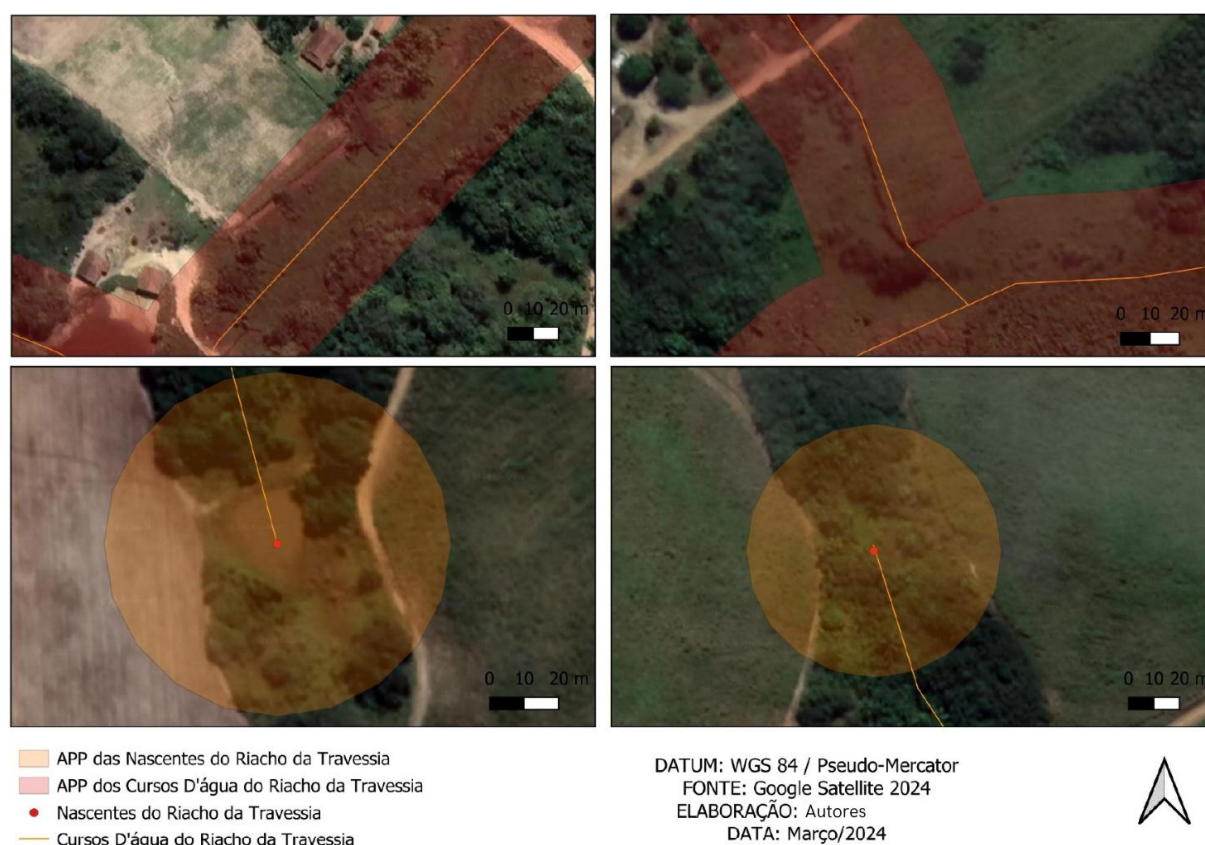 0 10 20 m
0 10 20 m
0 10 20 m
0 10 20 m
APP das Nascentes do Riacho da Travessia
APP dos Cursos D'água do Riacho da Travessia
Nascentes do Riacho da Travessia
Cursos D'água do Riacho da Travessia
DATUM: WGS 84 / Pseudo-Mercator
FONTE: Google Satellite 2024
ELABORAÇÃO: Autores
DATA: Março/2024